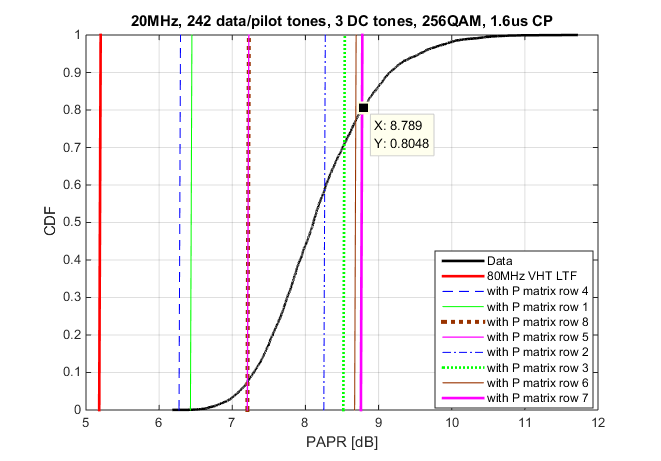 20MHz, 242 data/pilot tones, 3 DC tones, 256QAM, 1.6us CP
1
0.9
0.8
0.7
0.6
0.5
0.4
0.3
0.2
0.1
0
CDF
X: 8.789
Y: 0.8048
Data
80MHz VHT LTF
with P matrix row 4
with P matrix row 1
with P matrix row 8
with P matrix row 5
with P matrix row 2
with P matrix row 3
with P matrix row 6
with P matrix row 7
5 6 7 8 9 10 11 12
PAPR [dB]